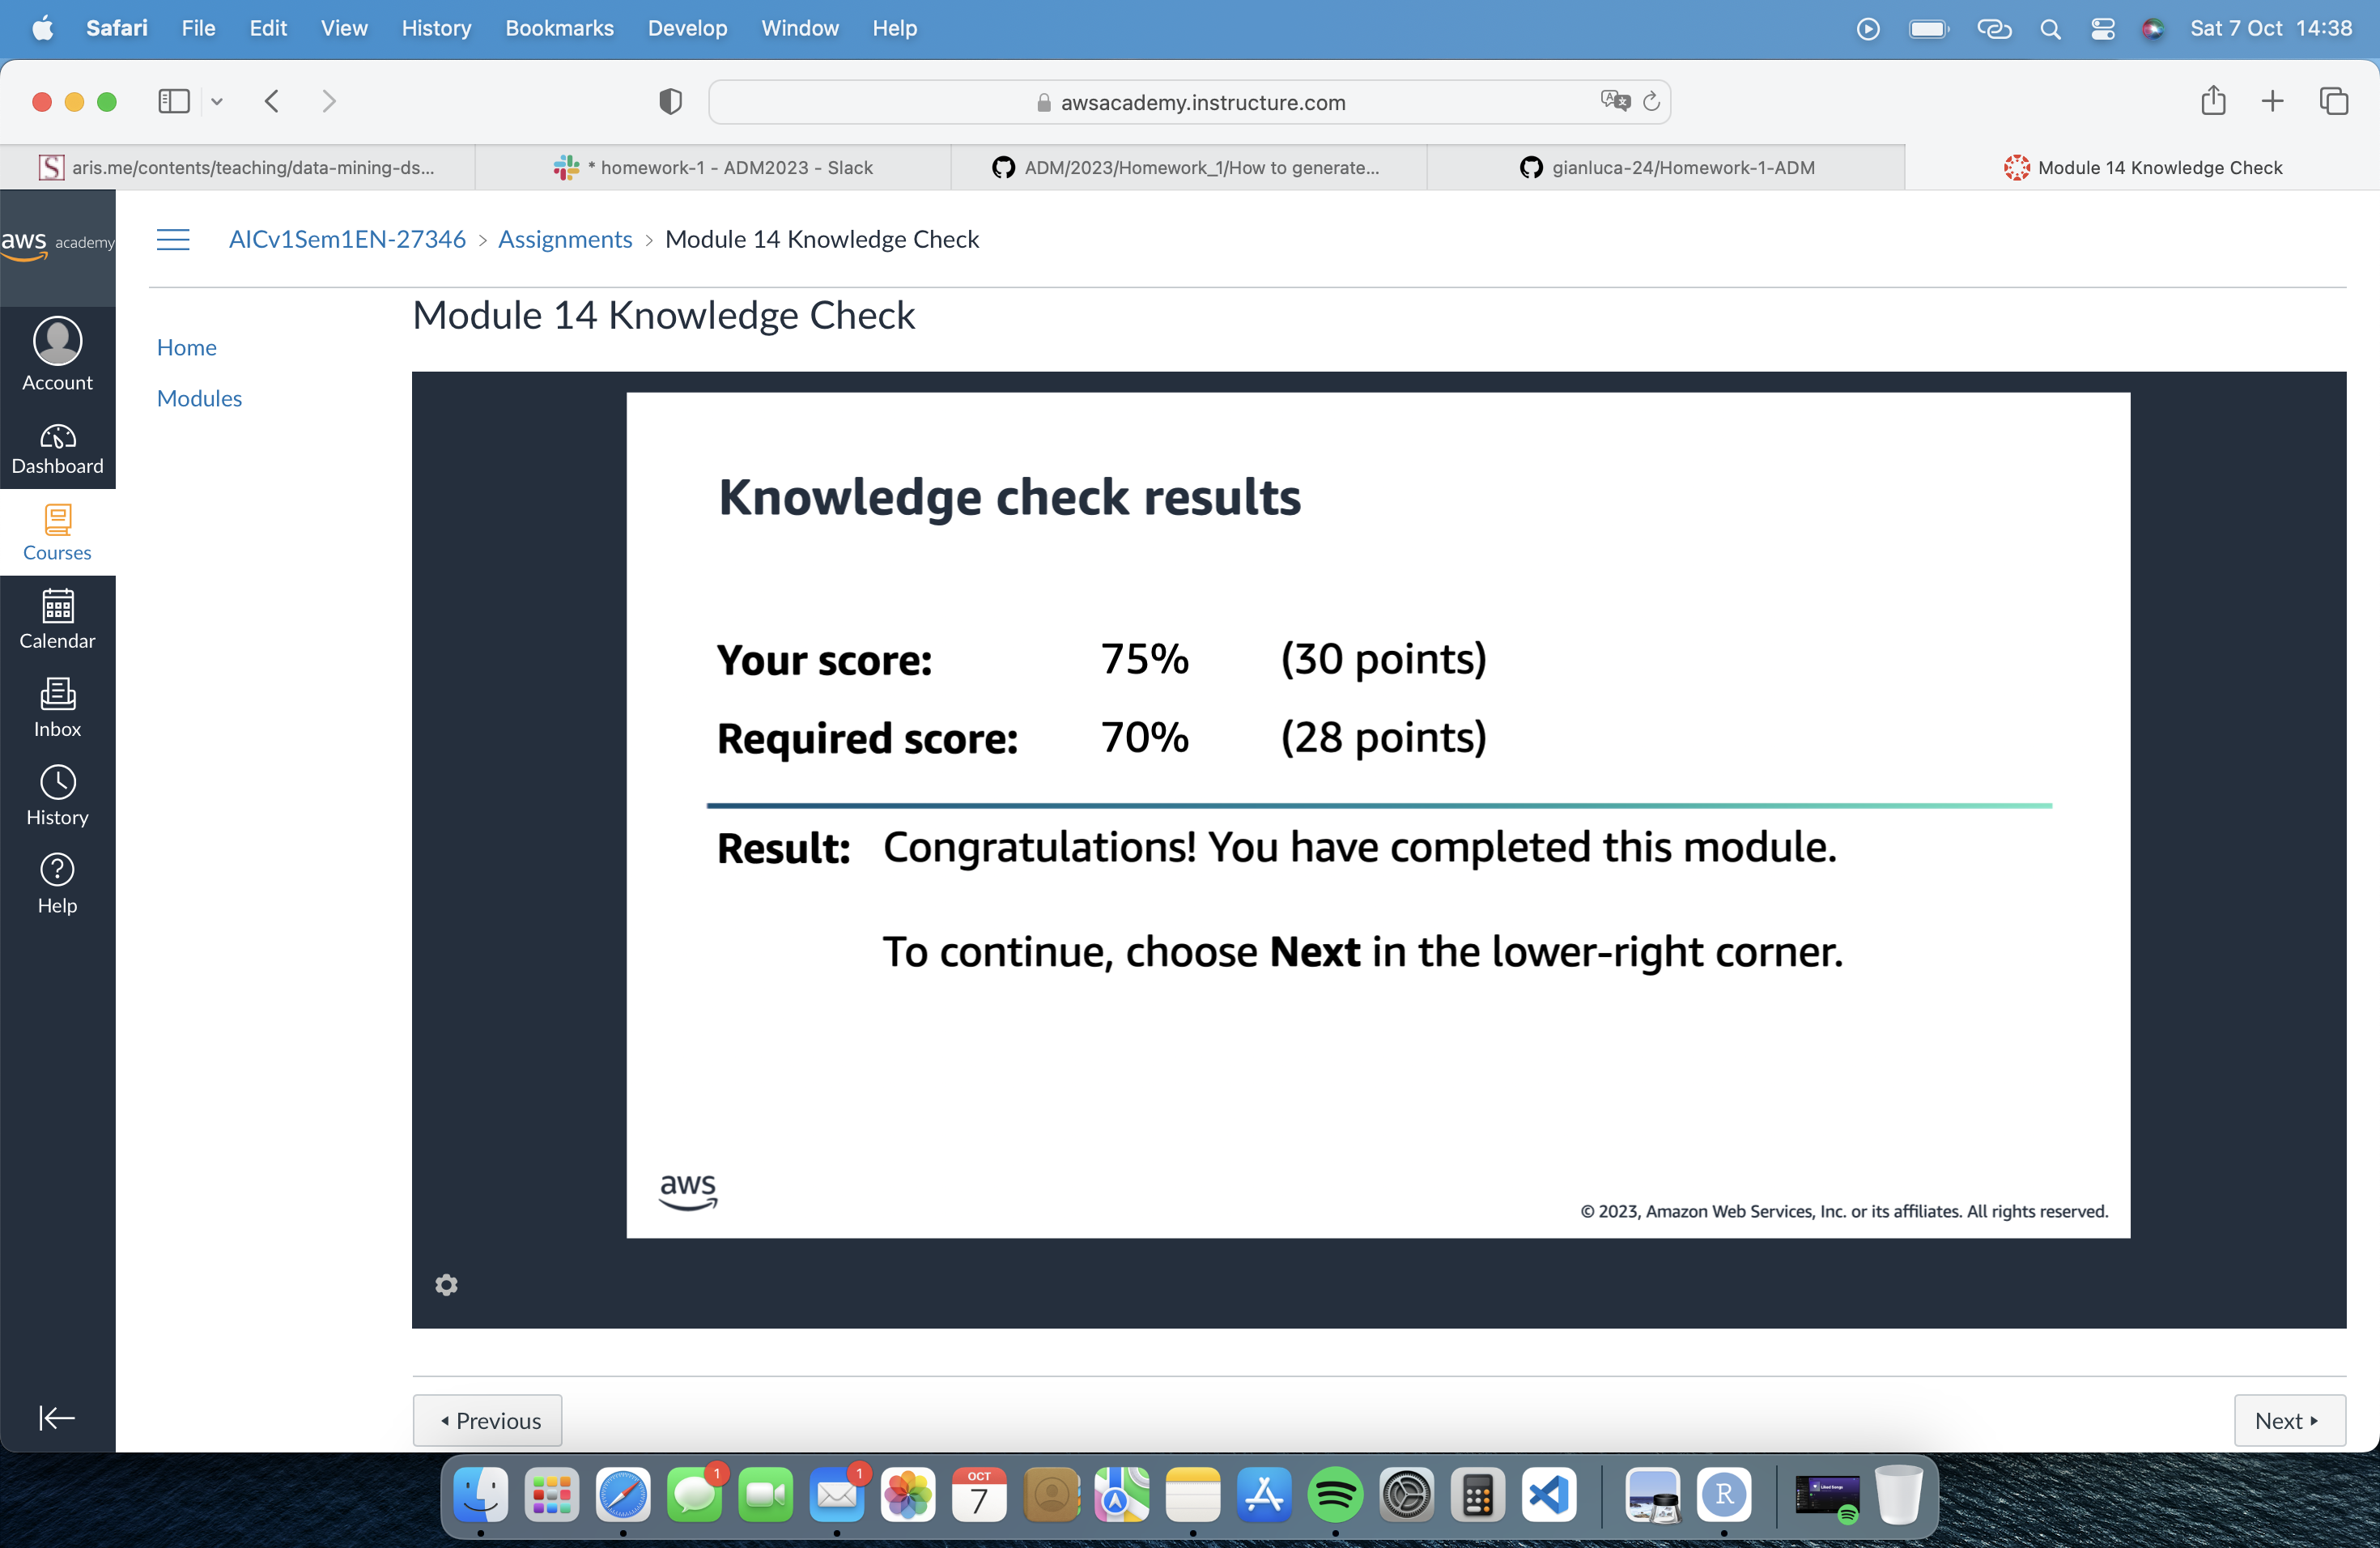 Safari File Edit View History Bookmarks Develop Window Help Sat 7 Oct 14:38
awsacademy.instructure.com
aris.me/contents/teaching/data-mining-ds... * homework-1 - ADM2023 - Slack ADM/2023/Homework_1/How to generate... gianluca-24/Homework-1-ADM Module 14 Knowledge Check
aws academy
AICv1Sem1EN-27346 > Assignments > Module 14 Knowledge Check
Module 14 Knowledge Check
Home
Modules
Account
Dashboard
Courses
Calendar
Inbox
History
Help
Knowledge check results
Your score: 75% (30 points)
Required score: 70% (28 points)
Result: Congratulations! You have completed this module.
To continue, choose Next in the lower-right corner.
aws
© 2023, Amazon Web Services, Inc. or its affiliates. All rights reserved.
Previous
Next
1
1
OCT
7
R